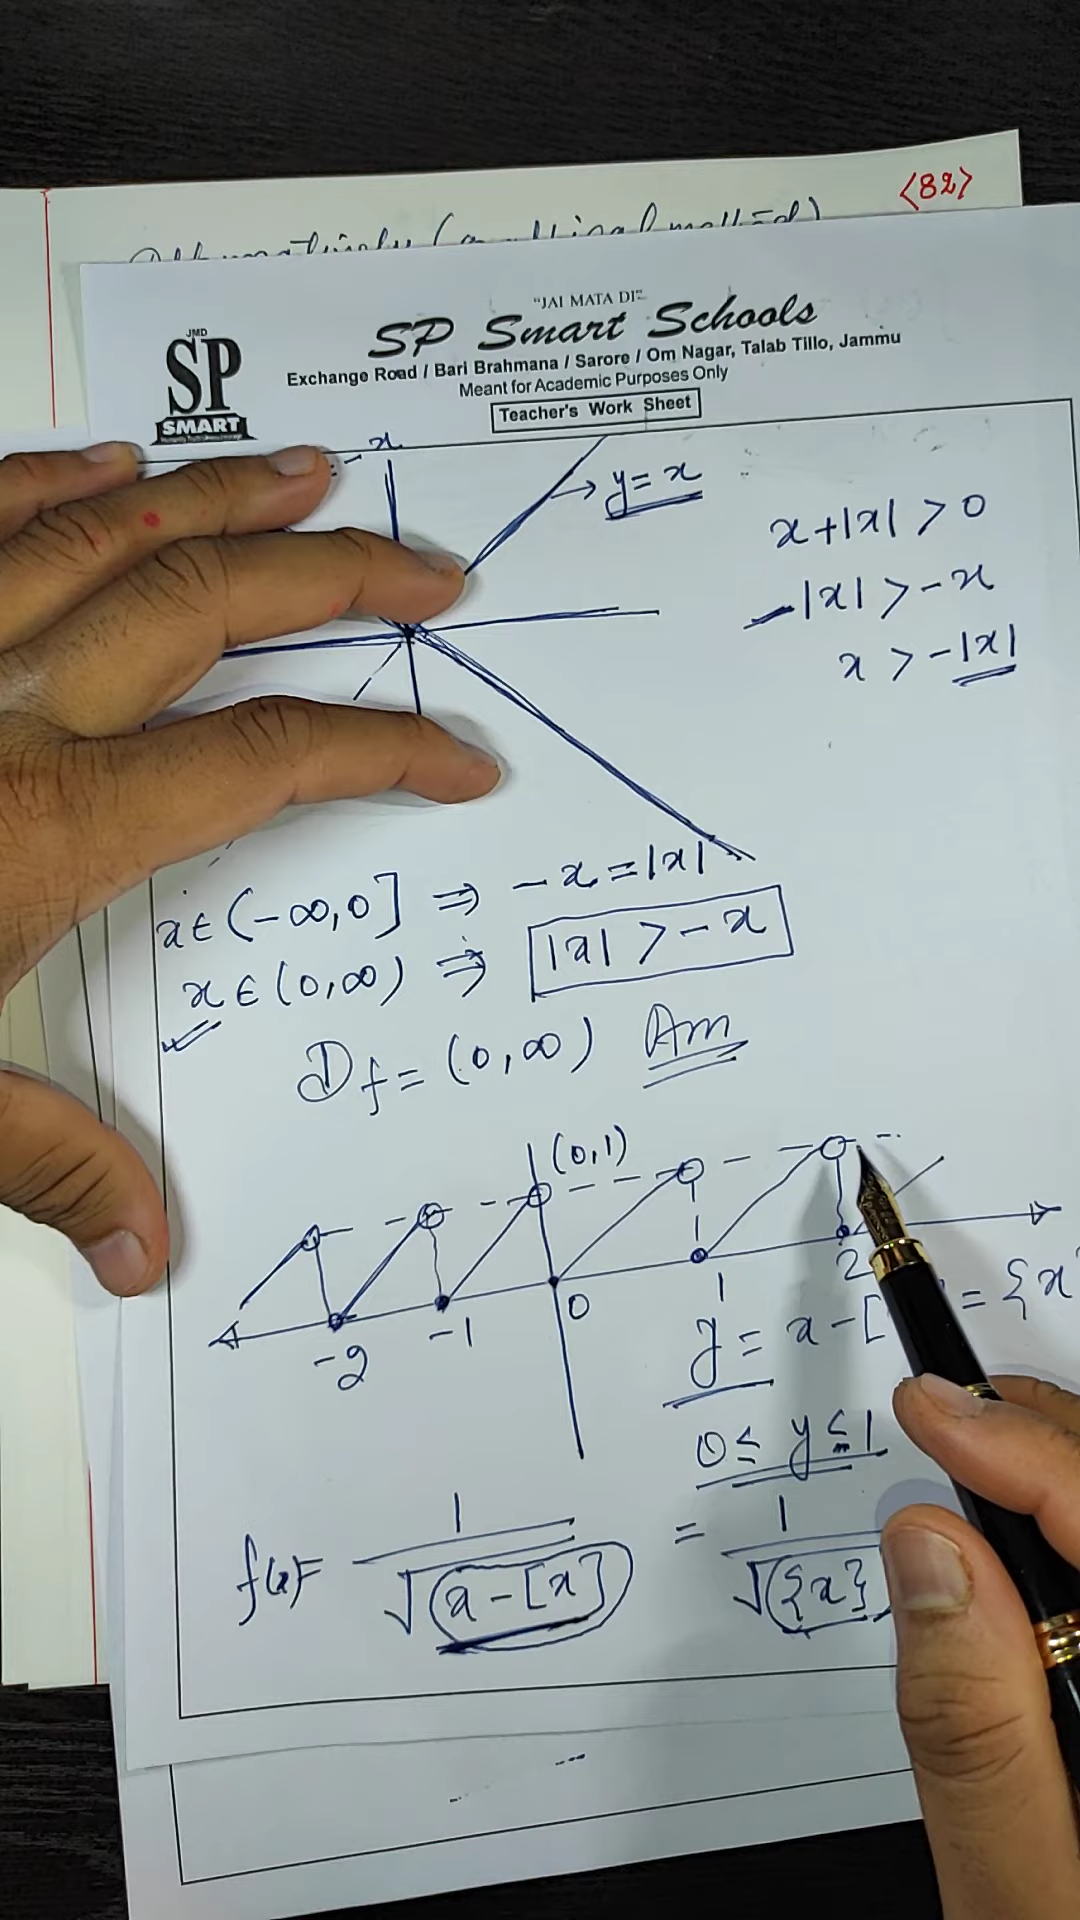 <82>
"JAI MATA DI"
JMD
SP
SMART
SP Smart Schools
Exchange Road / Bari Brahmana / Sarore / Om Nagar, Talab Tillo, Jammu
Meant for Academic Purposes Only
Teacher's Work Sheet
y = x
x+|x| > 0
|x| > -x
x > -|x|
x ∈ (-∞,0] ⇒ -x = |x|
x ∈ (0,∞) ⇒ |x| > -x
Df = (0,∞) Ans
(0,1)
-2 -1 0 1 2
y = x-[ = {x
0 ≤ y ≤ 1
f(x)= 1/√(x-[x]) = 1/√({x}